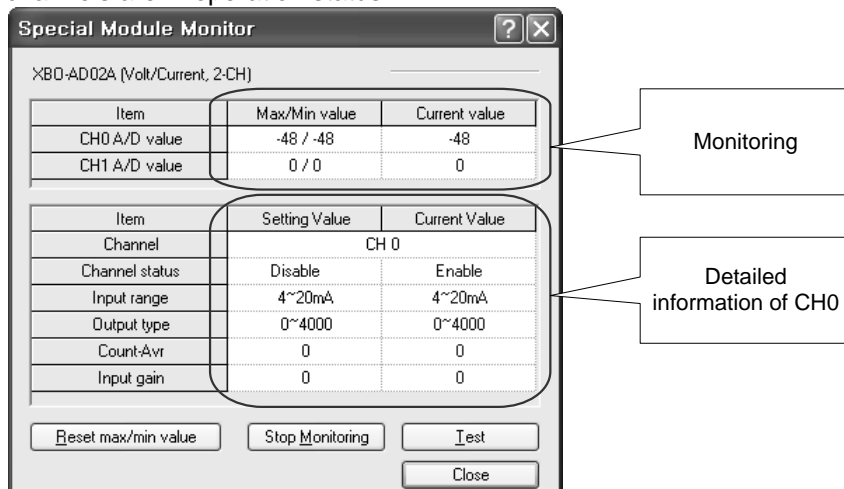 Special Module Monitor
XBO-AD02A (Volt/Current, 2-CH)
Item Max/Min value Current value
CH0 A/D value -48 / -48 -48
CH1 A/D value 0 / 0 0
Monitoring
Item Setting Value Current Value
Channel CH 0
Channel status Disable Enable
Input range 4~20mA 4~20mA
Output type 0~4000 0~4000
Count-Avr 0 0
Input gain 0 0
Detailed
information of CH0
Reset max/min value Stop Monitoring Test
Close